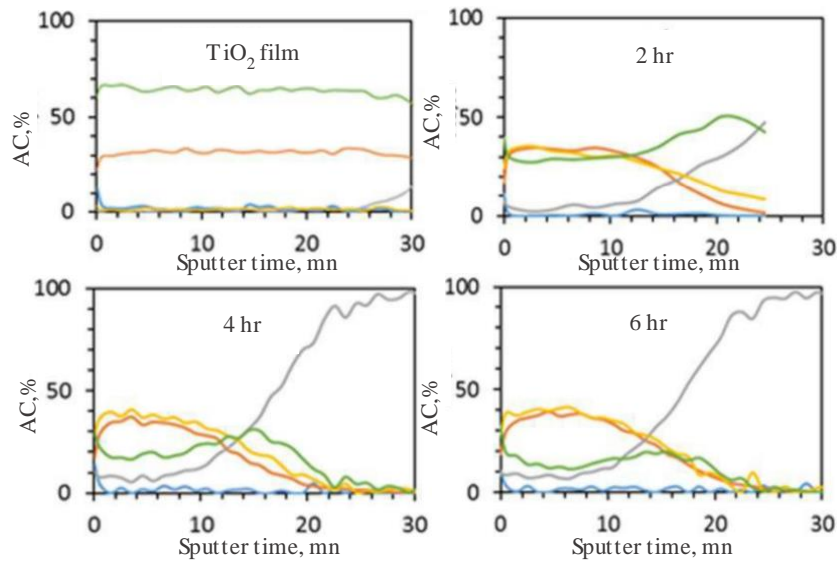 100
TiO2 film
AC,%
50
0
0 10 20 30
Sputter time, mn
100
2 hr
AC,%
50
0
0 10 20 30
Sputter time, mn
100
4 hr
AC,%
50
0
0 10 20 30
Sputter time, mn
100
6 hr
AC,%
50
0
0 10 20 30
Sputter time, mn